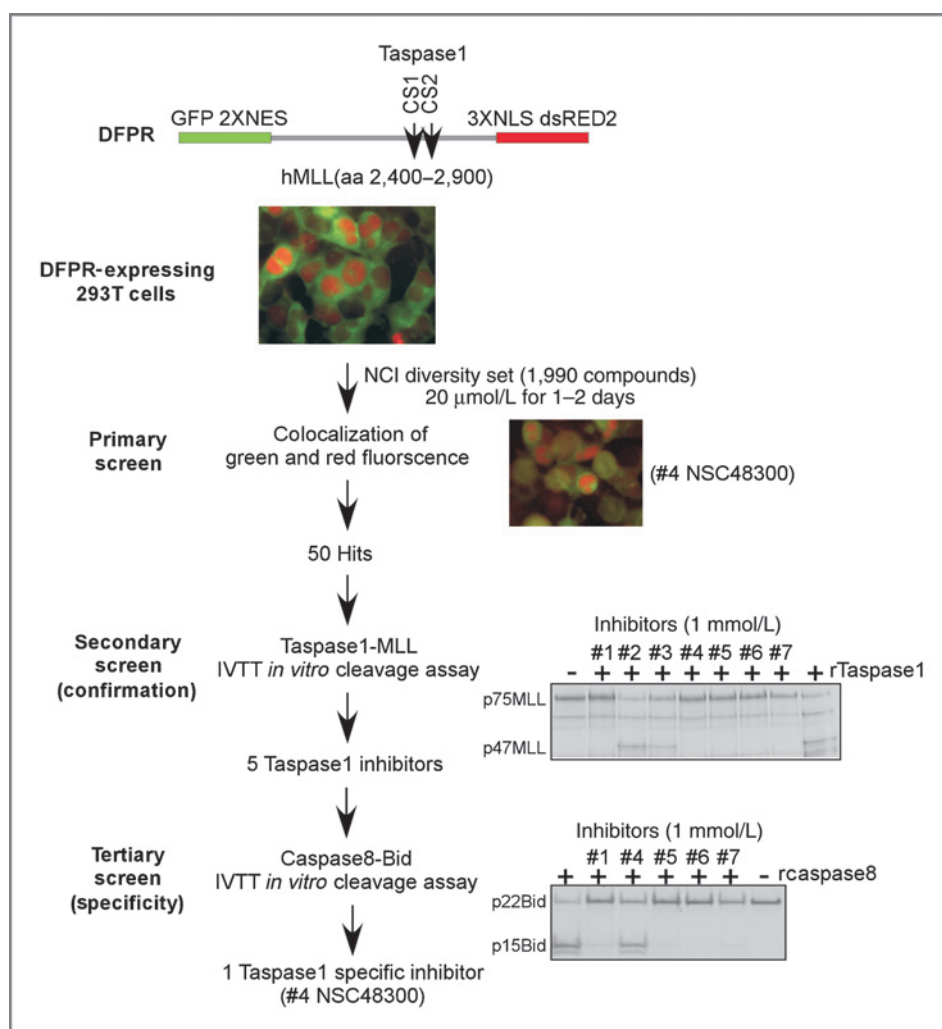 Taspase1
CS1
CS2
GFP 2XNES
3XNLS dsRED2
DFPR
hMLL(aa 2,400–2,900)
DFPR-expressing
293T cells
NCI diversity set (1,990 compounds)
20 μmol/L for 1–2 days
Primary
screen
Colocalization of
green and red fluorscence
(#4 NSC48300)
50 Hits
Secondary
screen
(confirmation)
Taspase1-MLL
IVTT in vitro cleavage assay
Inhibitors (1 mmol/L)
#1 #2 #3 #4 #5 #6 #7
– + + + + + + + + rTaspase1
p75MLL
p47MLL
5 Taspase1 inhibitors
Tertiary
screen
(specificity)
Caspase8-Bid
IVTT in vitro cleavage assay
Inhibitors (1 mmol/L)
#1 #4 #5 #6 #7
+ + + + + + – rcaspase8
p22Bid
p15Bid
1 Taspase1 specific inhibitor
(#4 NSC48300)